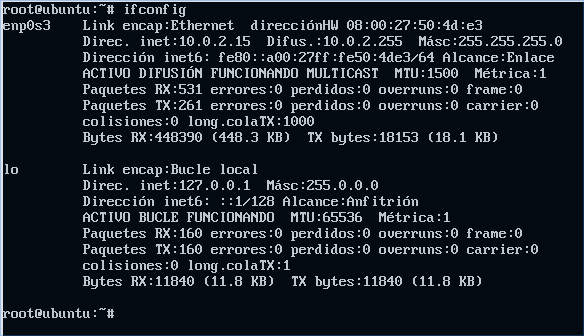 root@ubuntu:~# ifconfig
enp0s3    Link encap:Ethernet  direcciónHW 08:00:27:50:4d:e3
          Direc. inet:10.0.2.15  Difus.:10.0.2.255  Másc:255.255.255.0
          Dirección inet6: fe80::a00:27ff:fe50:4de3/64 Alcance:Enlace
          ACTIVO DIFUSIÓN FUNCIONANDO MULTICAST  MTU:1500  Métrica:1
          Paquetes RX:531 errores:0 perdidos:0 overruns:0 frame:0
          Paquetes TX:261 errores:0 perdidos:0 overruns:0 carrier:0
          colisiones:0 long.colaTX:1000
          Bytes RX:448390 (448.3 KB)  TX bytes:18153 (18.1 KB)

lo        Link encap:Bucle local
          Direc. inet:127.0.0.1  Másc:255.0.0.0
          Dirección inet6: ::1/128 Alcance:Anfitrión
          ACTIVO BUCLE FUNCIONANDO  MTU:65536  Métrica:1
          Paquetes RX:160 errores:0 perdidos:0 overruns:0 frame:0
          Paquetes TX:160 errores:0 perdidos:0 overruns:0 carrier:0
          colisiones:0 long.colaTX:1
          Bytes RX:11840 (11.8 KB)  TX bytes:11840 (11.8 KB)

root@ubuntu:~#